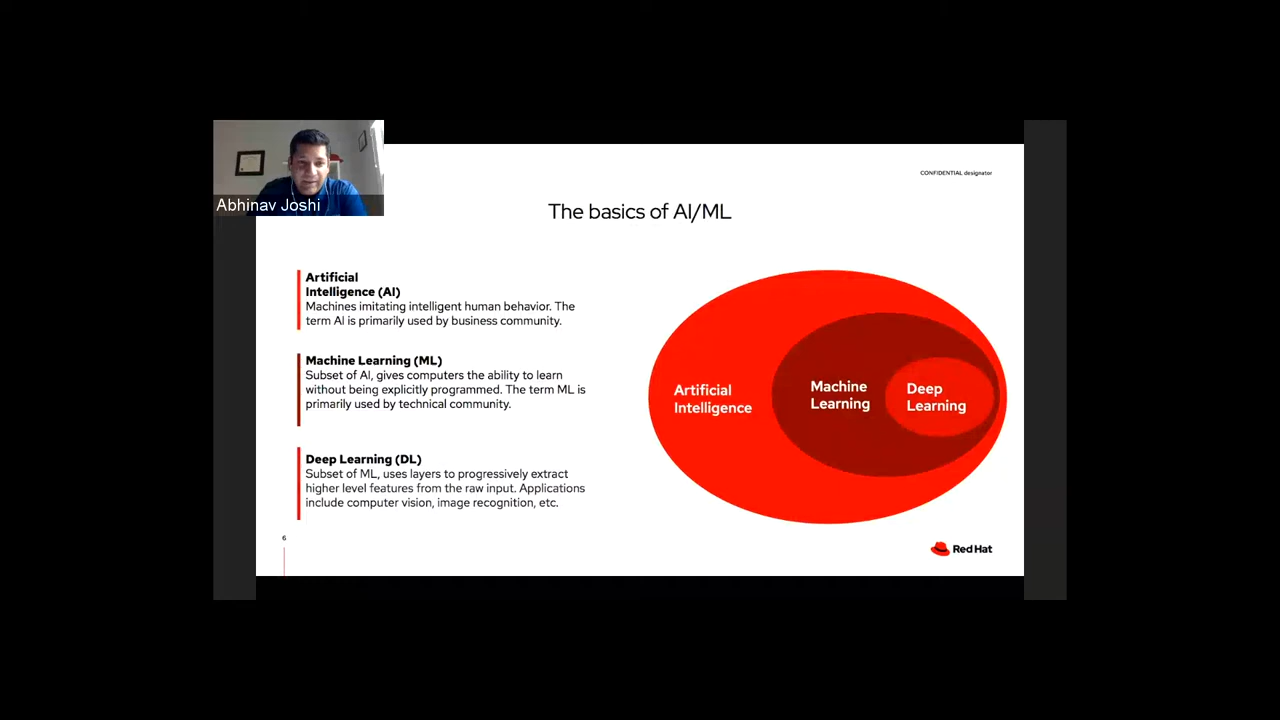 Abhinav Joshi
CONFIDENTIAL designator
The basics of AI/ML
Artificial
Intelligence (AI)
Machines imitating intelligent human behavior. The
term AI is primarily used by business community.
Machine Learning (ML)
Subset of AI, gives computers the ability to learn
without being explicitly programmed. The term ML is
primarily used by technical community.
Deep Learning (DL)
Subset of ML, uses layers to progressively extract
higher level features from the raw input. Applications
include computer vision, image recognition, etc.
Artificial
Intelligence
Machine
Learning
Deep
Learning
6
Red Hat